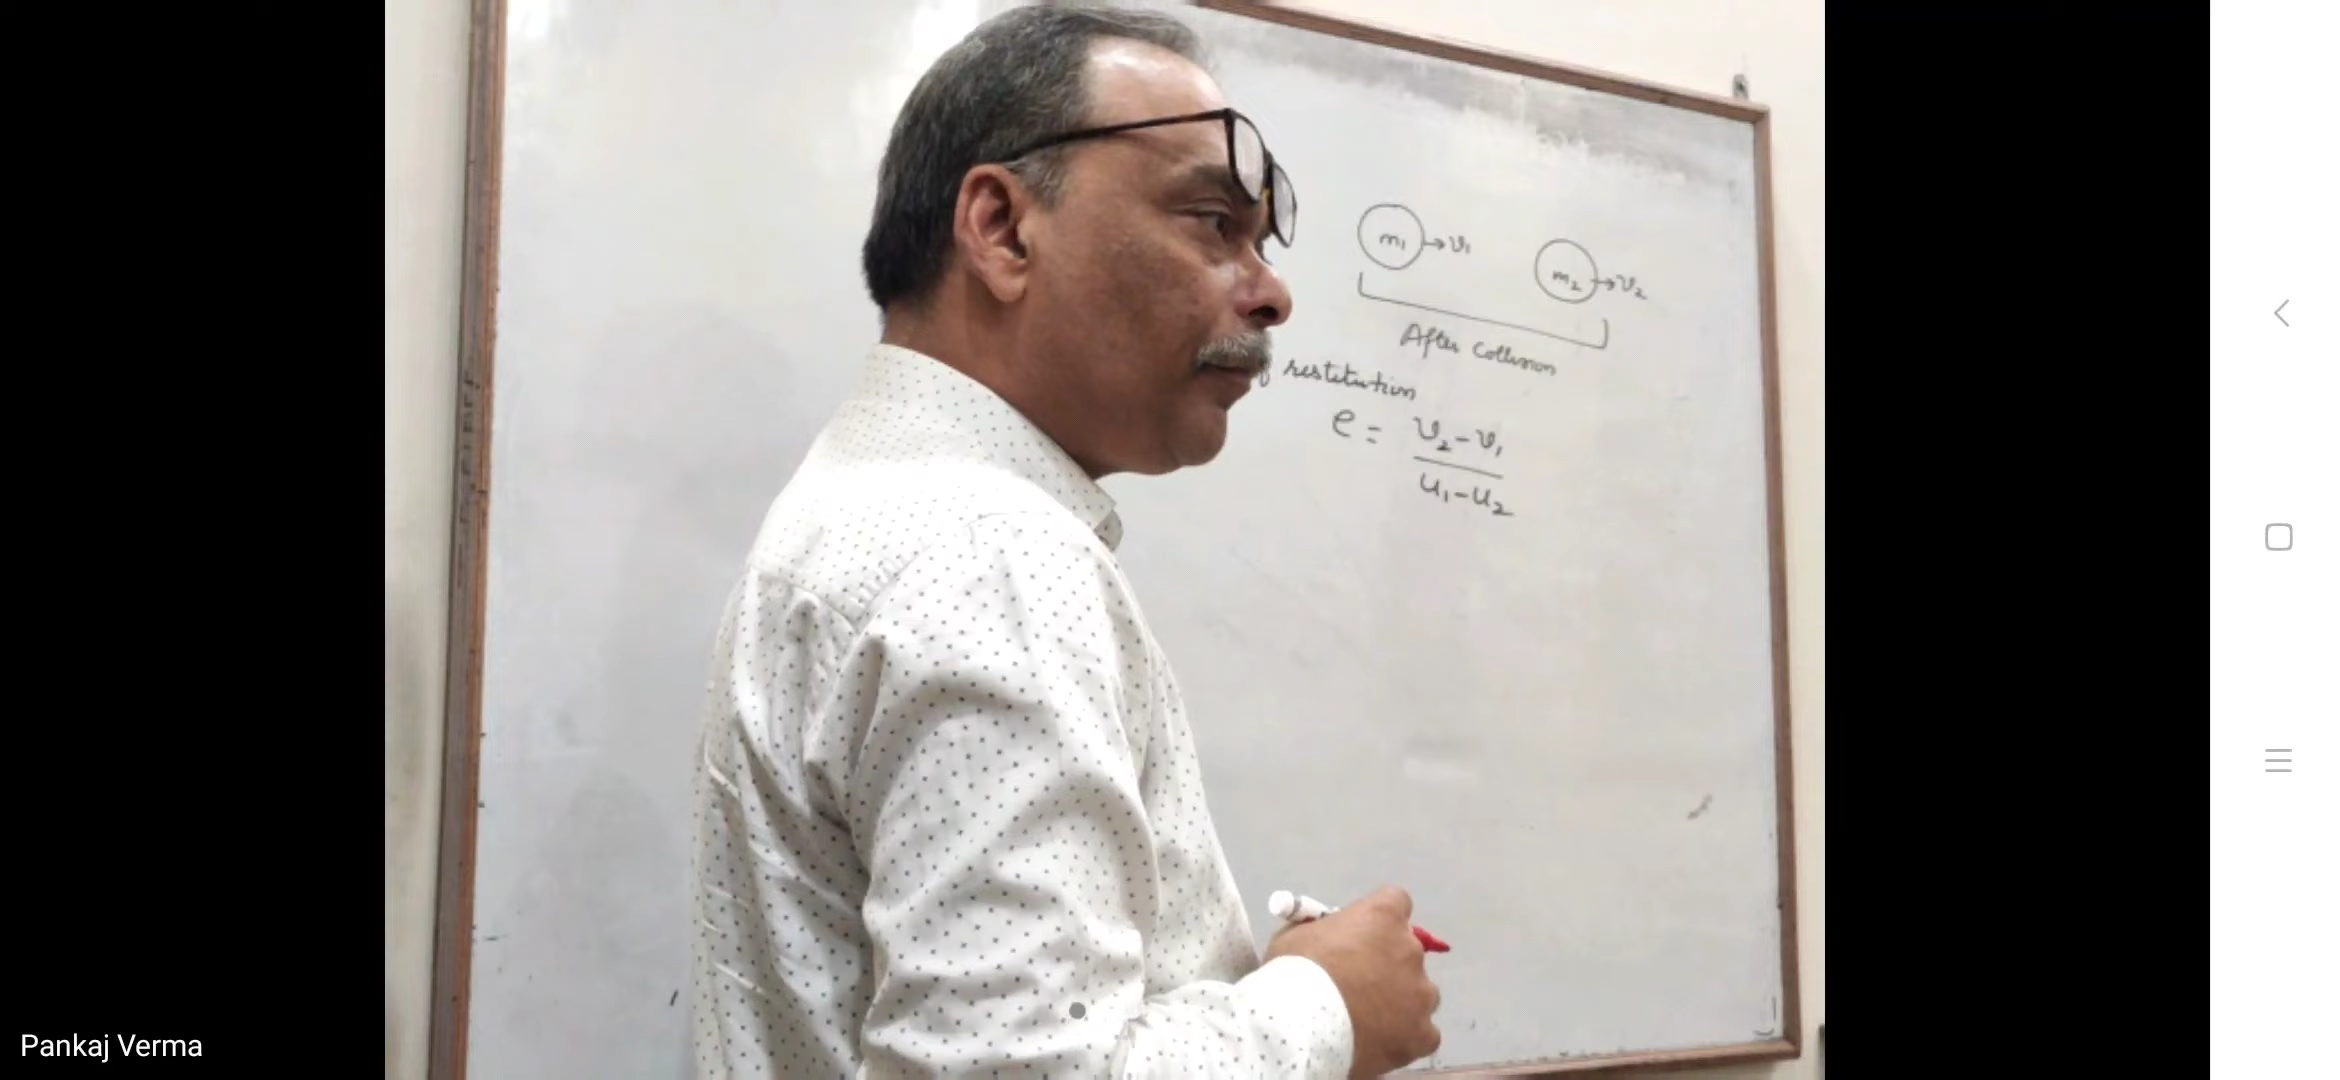 m₁ → v₁ m₂ → v₂
After Collision
restitution
e = (v₂ - v₁) / (u₁ - u₂)
Pankaj Verma